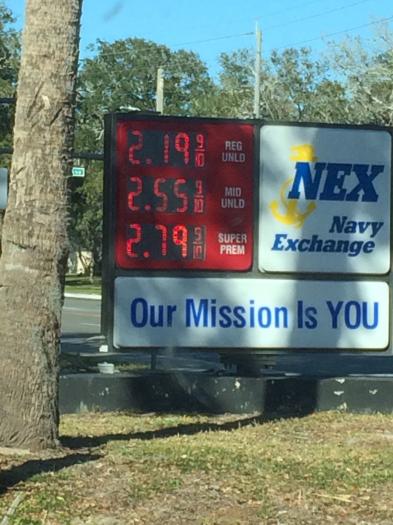 2.19 9/10 REG UNLD
2.55 9/10 MID UNLD
2.79 9/10 SUPER PREM
NEX
Navy
Exchange
Our Mission Is YOU